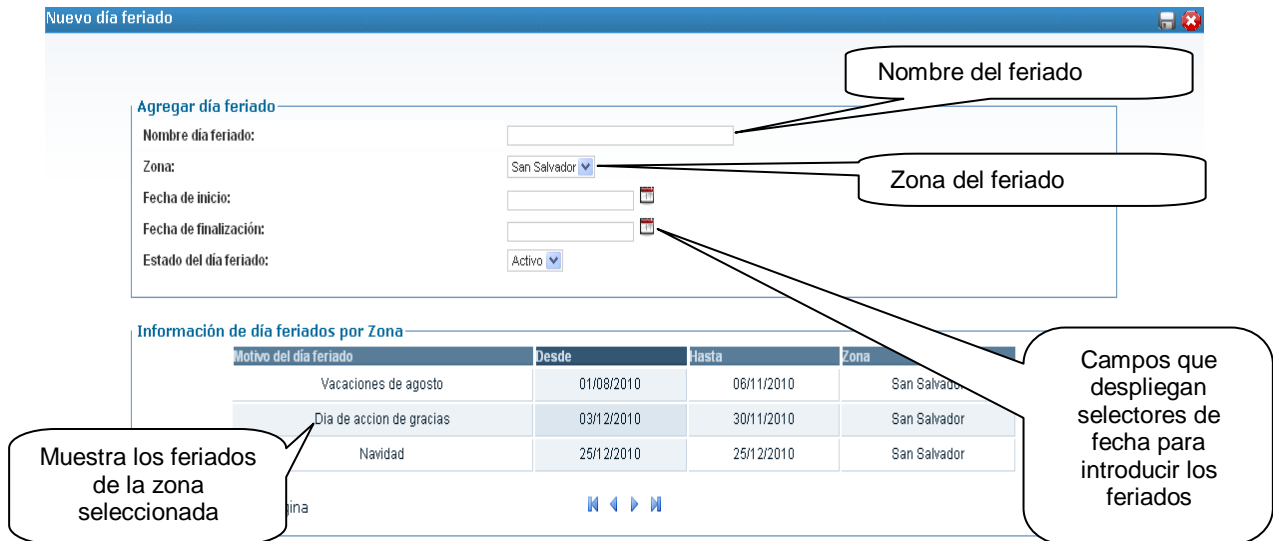 Nuevo día feriado
Nombre del feriado
Agregar día feriado
Nombre día feriado:
Zona:
San Salvador
Zona del feriado
Fecha de inicio:
Fecha de finalización:
Estado del día feriado:
Activo
Información de día feriados por Zona
Motivo del día feriado Desde Hasta Zona
Vacaciones de agosto 01/08/2010 06/11/2010 San Salvador
Dia de accion de gracias 03/12/2010 30/11/2010 San Salvador
Navidad 25/12/2010 25/12/2010 San Salvador
Campos que
despliegan
selectores de
fecha para
introducir los
feriados
Muestra los feriados
de la zona
seleccionada